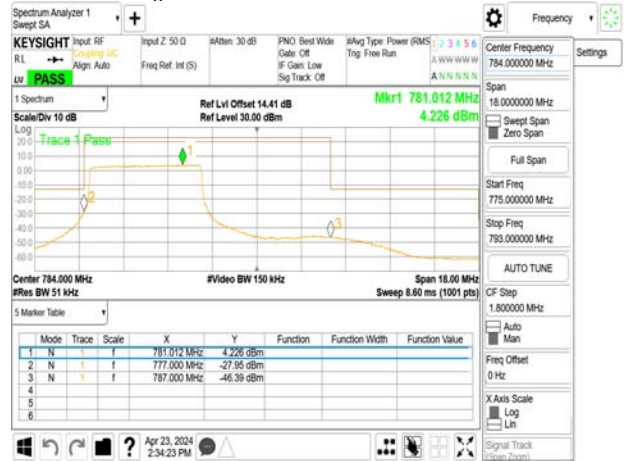 Spectrum Analyzer 1
Swept SA
+
Frequency
KEYSIGHT Input: RF Input Z: 50 Ω #Atten: 30 dB PNO: Best Wide #Avg Type: Power (RMS 1 2 3 4 5 6
RL Coupling: DC Gate: Off Trig: Free Run A W W W W W
Align: Auto Freq Ref: Int (S) IF Gain: Low
LV PASS Sig Track: Off A N N N N N
Center Frequency
784.000000 MHz
Settings
Span
18.0000000 MHz
Swept Span
Zero Span
Full Span
Start Freq
775.000000 MHz
Stop Freq
793.000000 MHz
AUTO TUNE
CF Step
1.800000 MHz
Auto
Man
Freq Offset
0 Hz
X Axis Scale
Log
Lin
Signal Track
(Span Zoom)
1 Spectrum
Ref Lvl Offset 14.41 dB
Mkr1 781.012 MHz
Scale/Div 10 dB Ref Level 30.00 dBm 4.226 dBm
Log
Trace 1 Pass
20.0
10.0
0.00
-10.0
-20.0
-30.0
-40.0
-50.0
-60.0
1
2
3
Center 784.000 MHz #Video BW 150 kHz Span 18.00 MHz
#Res BW 51 kHz Sweep 8.60 ms (1001 pts)
5 Marker Table
Mode Trace Scale X Y Function Function Width Function Value
1 N 1 f 781.012 MHz 4.226 dBm
2 N 1 f 777.000 MHz -27.95 dBm
3 N 1 f 787.000 MHz -46.39 dBm
4
5
6
? Apr 23, 2024
2:34:23 PM